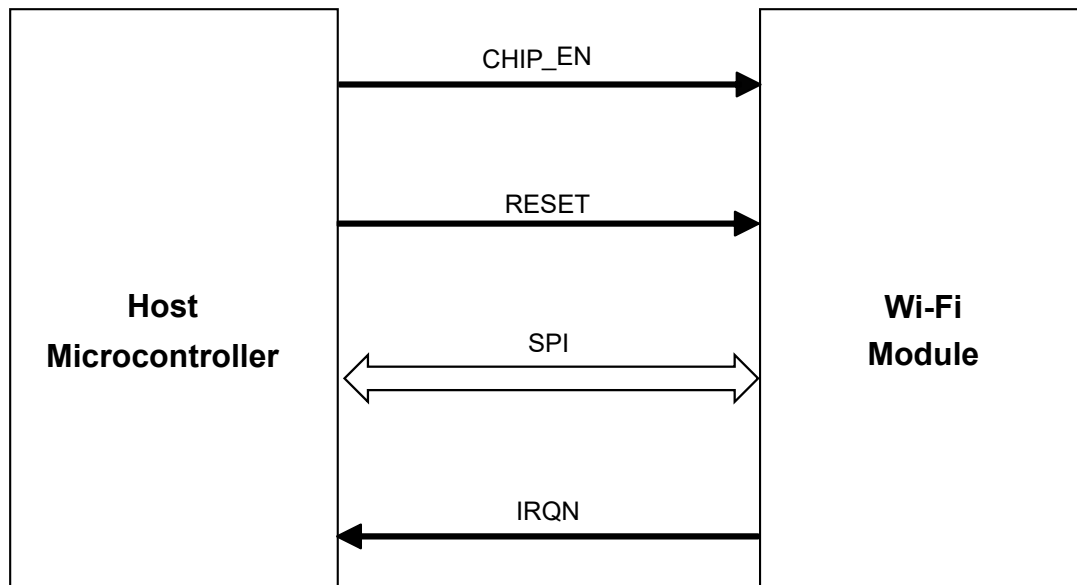 CHIP_EN
RESET
Host
Microcontroller
SPI
Wi-Fi
Module
IRQN